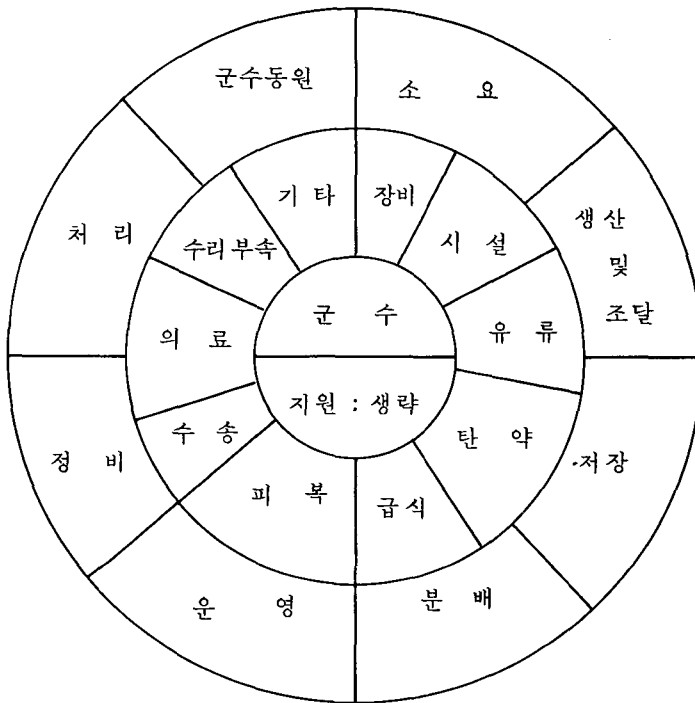 군수동원
소 요
생산
및
조달
저장
분 배
운 영
정 비
처 리
기 타
장비
시 설
유 류
탄 약
급식
피 복
수 송
의 료
수리부속
군 수
지원 : 생략